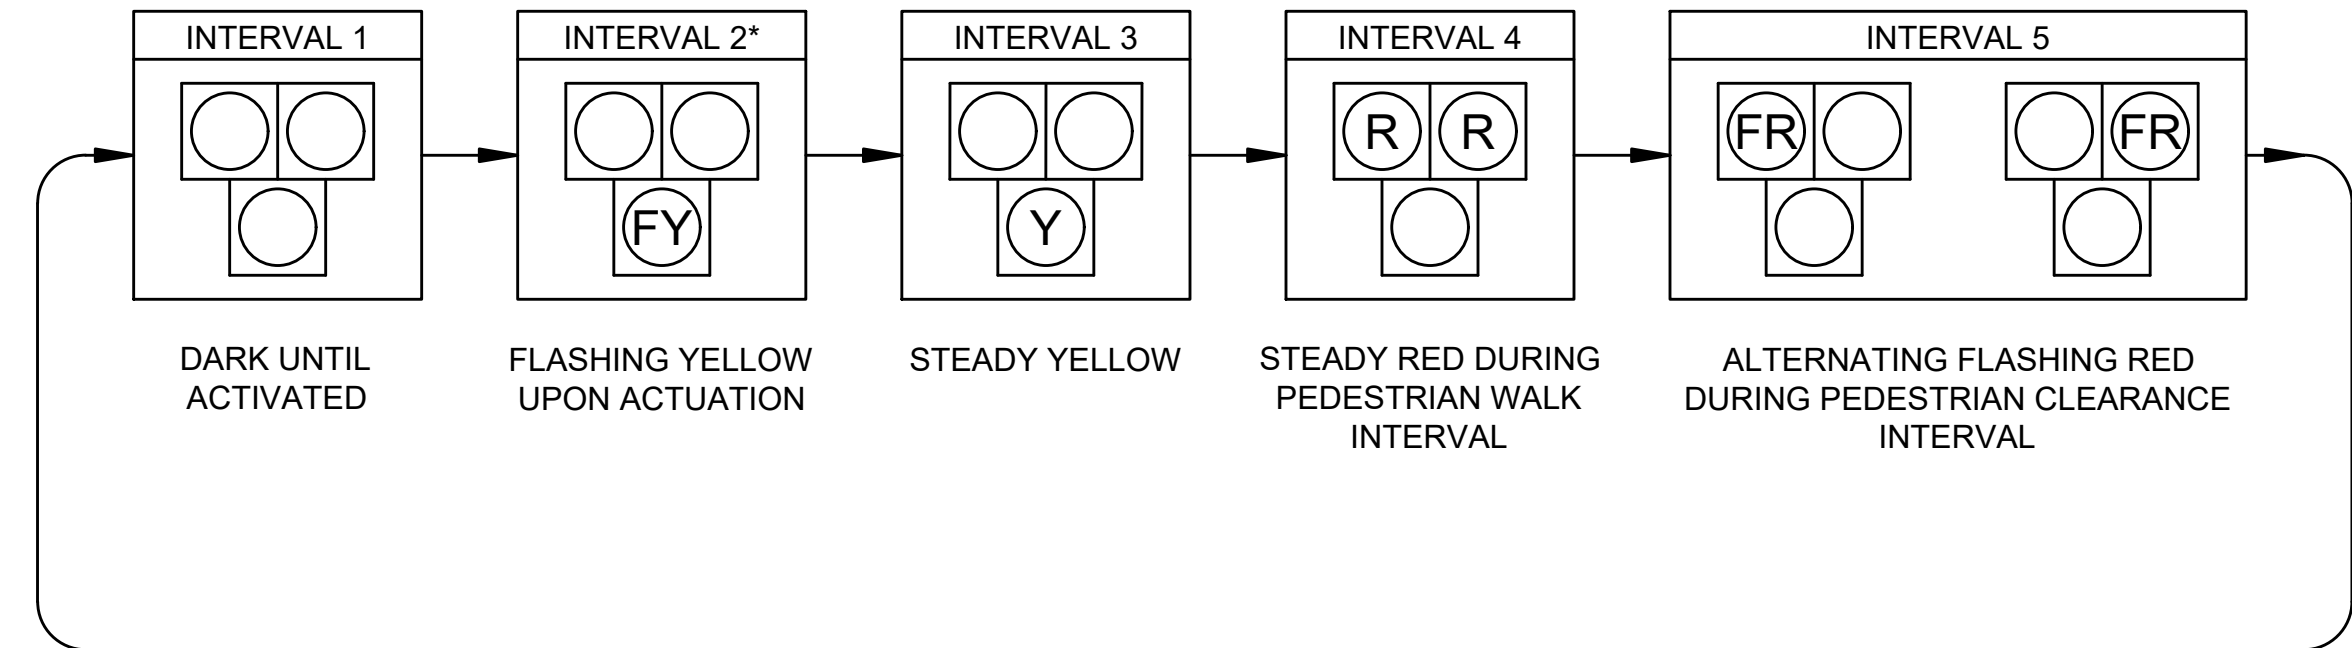 INTERVAL 1
INTERVAL 2*
INTERVAL 3
INTERVAL 4
INTERVAL 5
FY
Y
R R
FR
FR
DARK UNTIL
ACTIVATED
FLASHING YELLOW
UPON ACTUATION
STEADY YELLOW
STEADY RED DURING
PEDESTRIAN WALK
INTERVAL
ALTERNATING FLASHING RED
DURING PEDESTRIAN CLEARANCE
INTERVAL